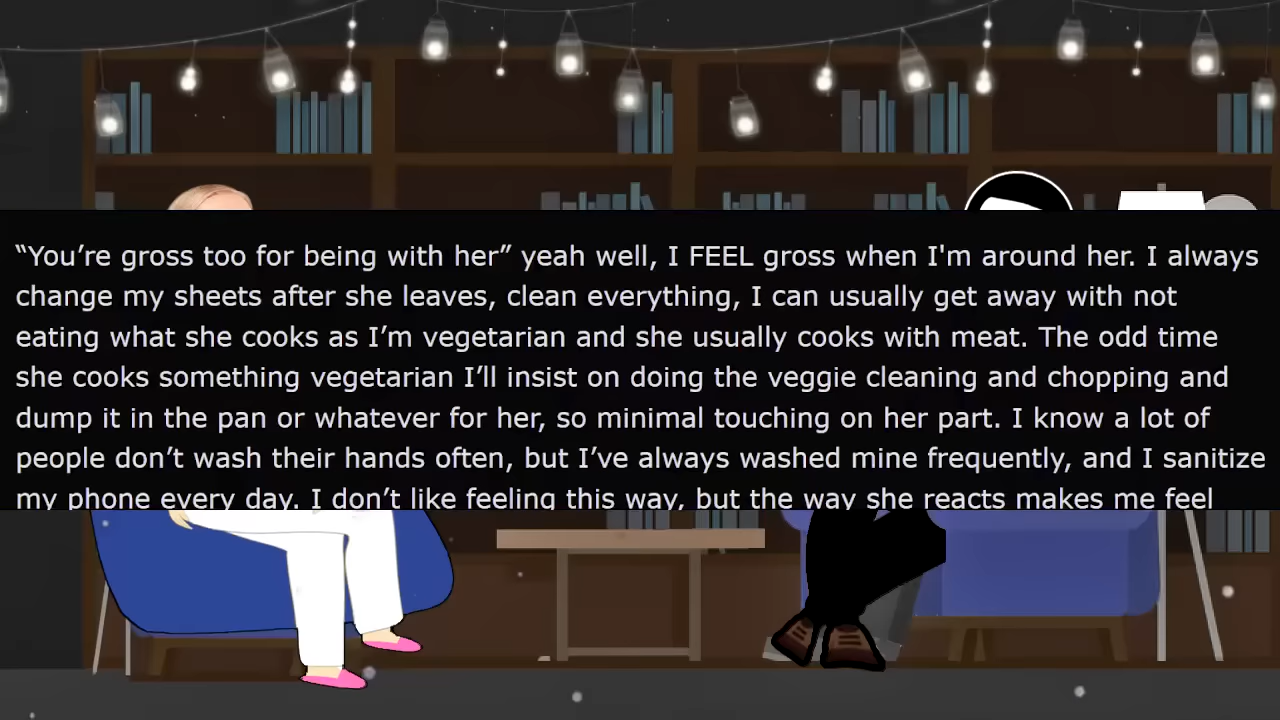 “You’re gross too for being with her” yeah well, I FEEL gross when I'm around her. I always
change my sheets after she leaves, clean everything, I can usually get away with not
eating what she cooks as I’m vegetarian and she usually cooks with meat. The odd time
she cooks something vegetarian I’ll insist on doing the veggie cleaning and chopping and
dump it in the pan or whatever for her, so minimal touching on her part. I know a lot of
people don’t wash their hands often, but I’ve always washed mine frequently, and I sanitize
my phone every day. I don’t like feeling this way, but the way she reacts makes me feel